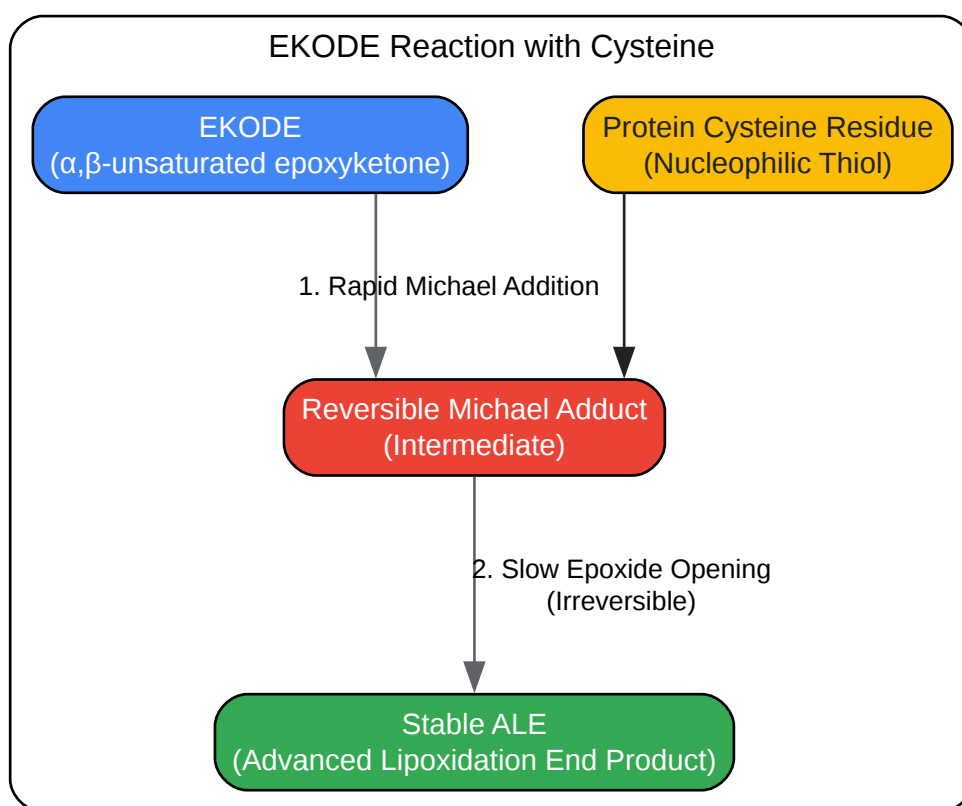 EKODE Reaction with Cysteine
EKODE
(α,β-unsaturated epoxyketone)
Protein Cysteine Residue
(Nucleophilic Thiol)
1. Rapid Michael Addition
Reversible Michael Adduct
(Intermediate)
2. Slow Epoxide Opening
(Irreversible)
Stable ALE
(Advanced Lipoxidation End Product)